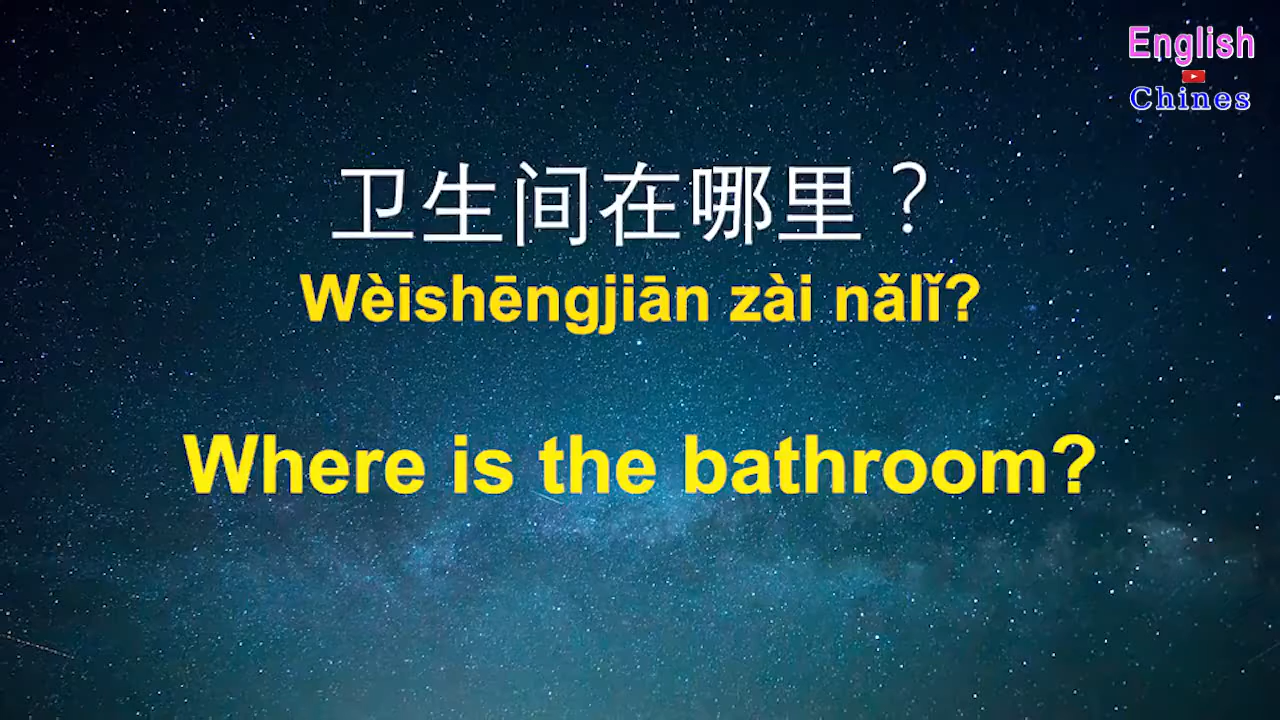 English
Chines
卫生间在哪里？
Wèishēngjiān zài nǎlǐ?
Where is the bathroom?